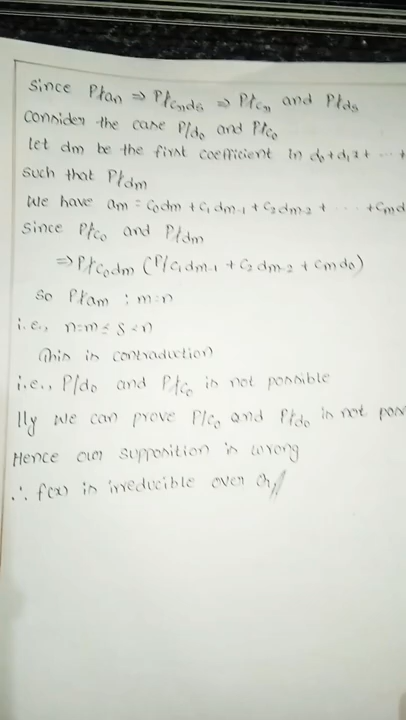 since P∤an ⇒ P∤cnds ⇒ P∤cn and P∤ds
consider the case P/d₀ and P∤c₀
let dm be the first coefficient in d₀+d₁x+ ···
such that P∤dm
We have am = c₀dm + c₁dm-1 + c₂dm-2 + ··· + cmd
since P∤c₀ and P∤dm
⇒ P∤c₀dm (P/c₁dm-1 + c₂dm-2 + cmd₀)
so P∤am : m=n
i.e., n=m ≤ s < n
This is contradiction
i.e., P/d₀ and P∤c₀ is not possible
lly we can prove P/c₀ and P∤d₀ is not poss
Hence our supposition is wrong
∴ f(x) is irreducible over Q//